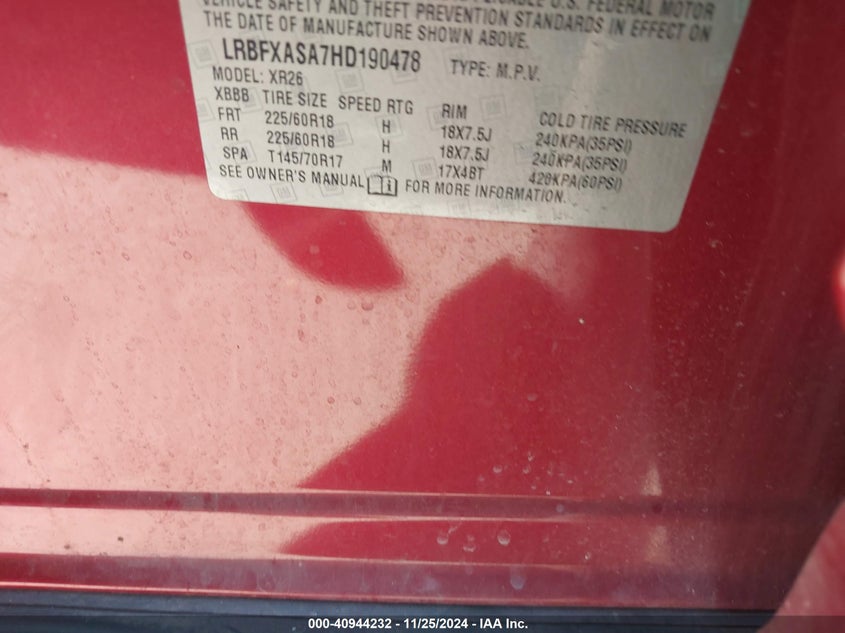 VEHICLE SAFETY AND THEFT PREVENTION STANDARDS IN EFFECT ON
THE DATE OF MANUFACTURE SHOWN ABOVE.
LRBFXASA7HD190478 TYPE: M.P.V.
MODEL: XR26
XBBB TIRE SIZE SPEED RTG RIM COLD TIRE PRESSURE
FRT 225/60R18 H 18X7.5J 240KPA(35PSI)
RR 225/60R18 H 18X7.5J 240KPA(35PSI)
SPA T145/70R17 M 17X4BT 420KPA(60PSI)
SEE OWNER'S MANUAL FOR MORE INFORMATION.
000-40944232 - 11/25/2024 - IAA Inc.